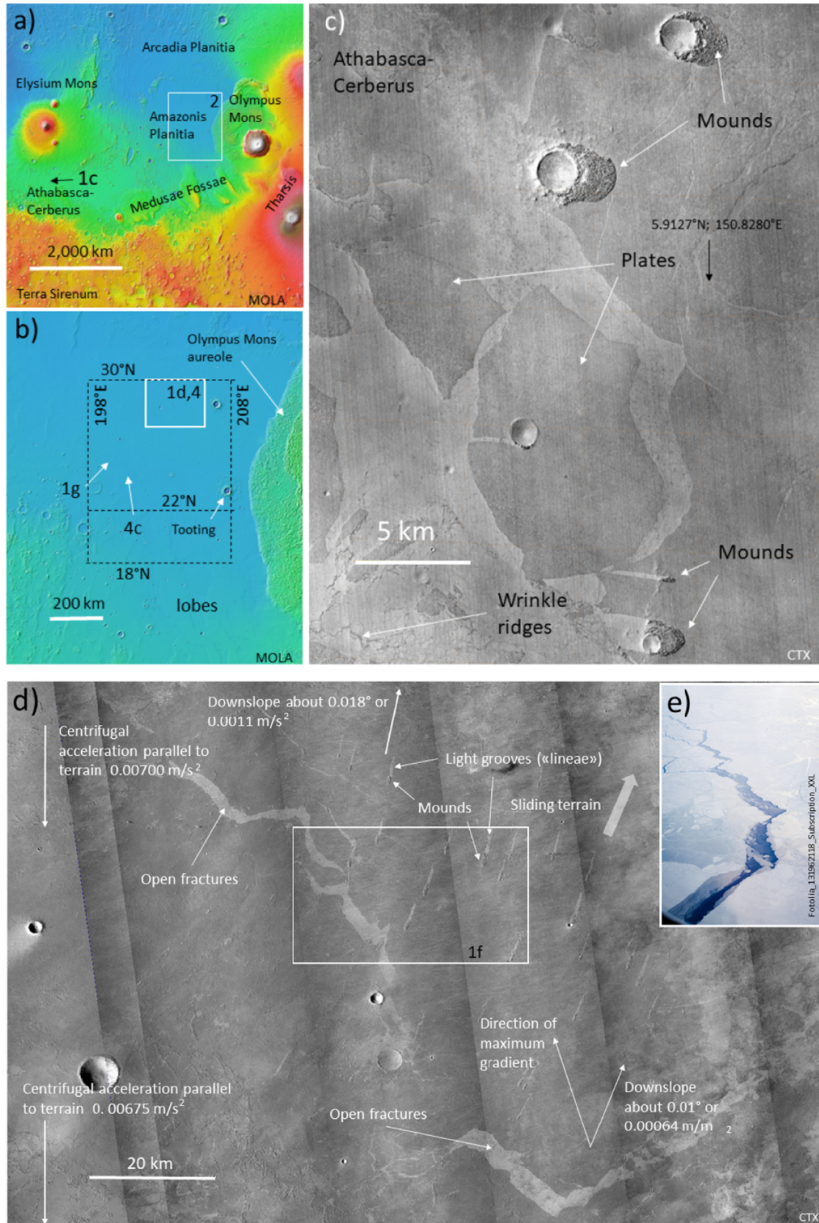 a)
Arcadia Planitia
Elysium Mons
2
Olympus
Mons
Amazonis
Planitia
1c
Athabasca-
Cerberus
Medusae Fossae
Tharsis
2,000 km
Terra Sirenum
MOLA
b)
Olympus Mons
aureole
30°N
198°E
1d,4
208°E
1g
22°N
4c
Tooting
18°N
200 km
lobes
MOLA
c)
Athabasca-
Cerberus
Mounds
5.9127°N; 150.8280°E
Plates
5 km
Mounds
Wrinkle
ridges
CTX
d)
Downslope about 0.018° or
0.0011 m/s²
Centrifugal
acceleration parallel to
terrain 0.00700 m/s²
Light grooves («lineae»)
Mounds
Sliding terrain
Open fractures
1f
Direction of
maximum
gradient
Centrifugal acceleration parallel
to terrain 0.00675 m/s²
Open fractures
Downslope
about 0.01° or
0.00064 m/m 2
20 km
CTX
e)
Fotolia_131962118_Subscription_XXL